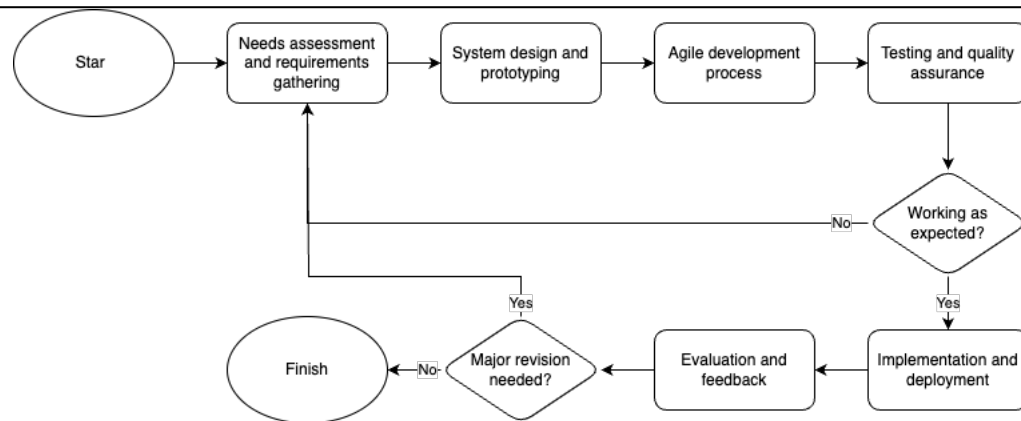 Star
Needs assessment
and requirements
gathering
System design and
prototyping
Agile development
process
Testing and quality
assurance
Working as
expected?
No
Yes
Implementation and
deployment
Evaluation and
feedback
Major revision
needed?
Yes
No
Finish